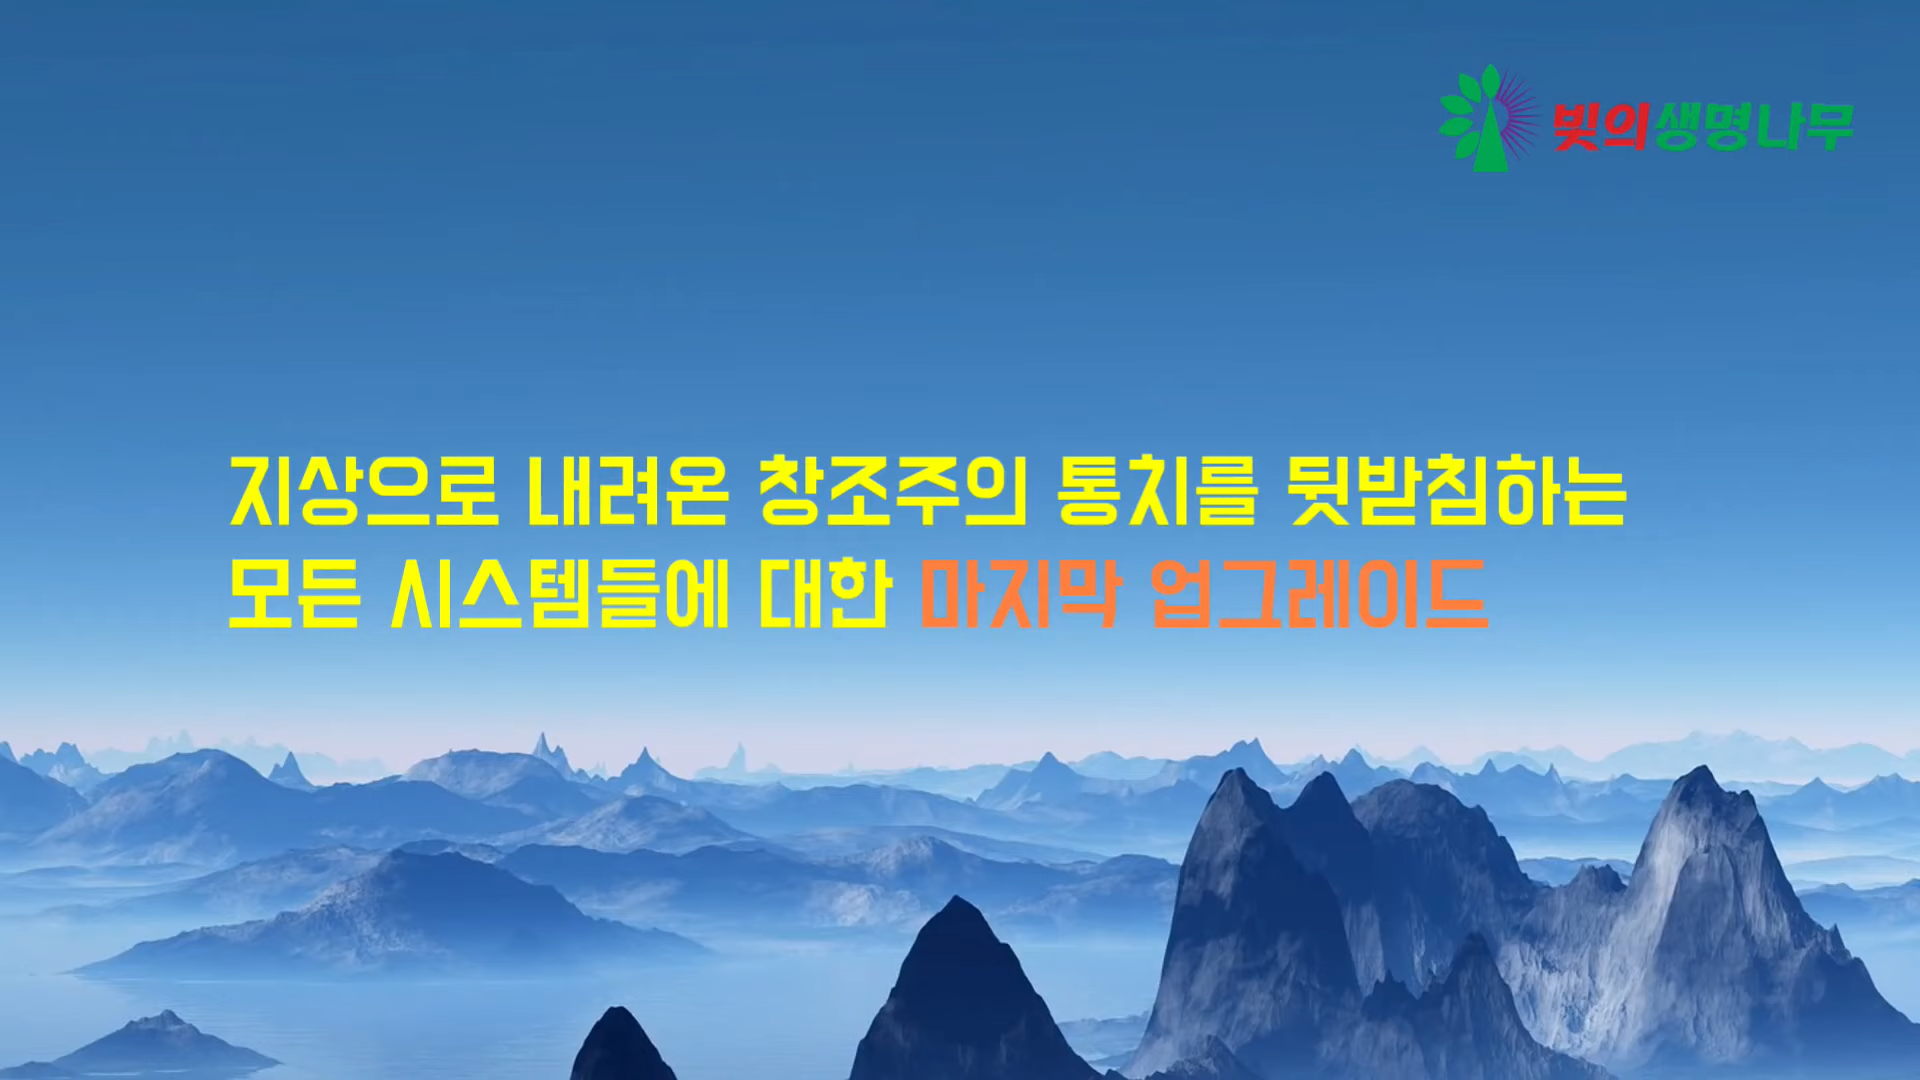 빛의생명나무
지상으로 내려온 창조주의 통치를 뒷받침하는
모든 시스템들에 대한 마지막 업그레이드